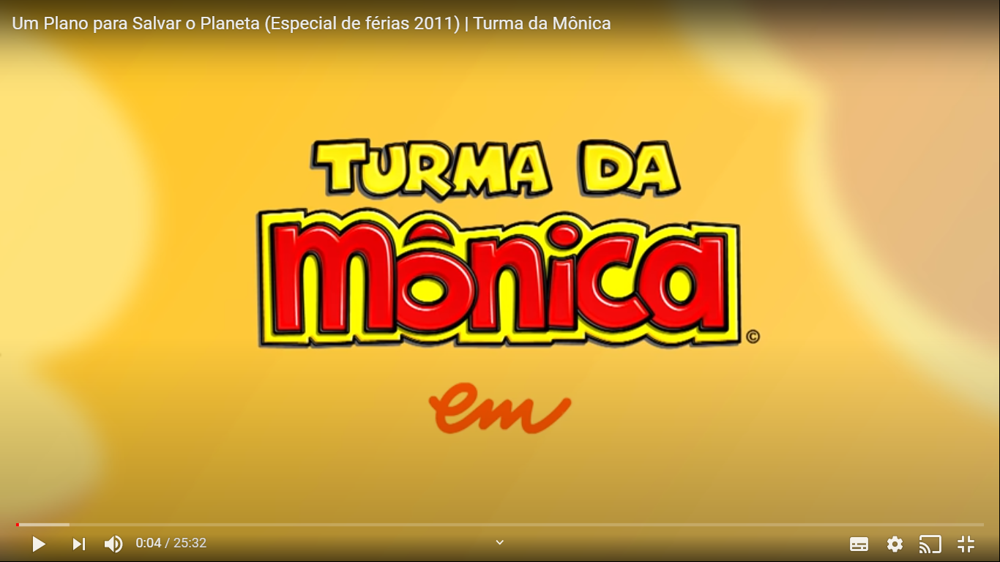 Um Plano para Salvar o Planeta (Especial de férias 2011) | Turma da Mônica
TURMA DA
Mônica
©
em
0:04 / 25:32